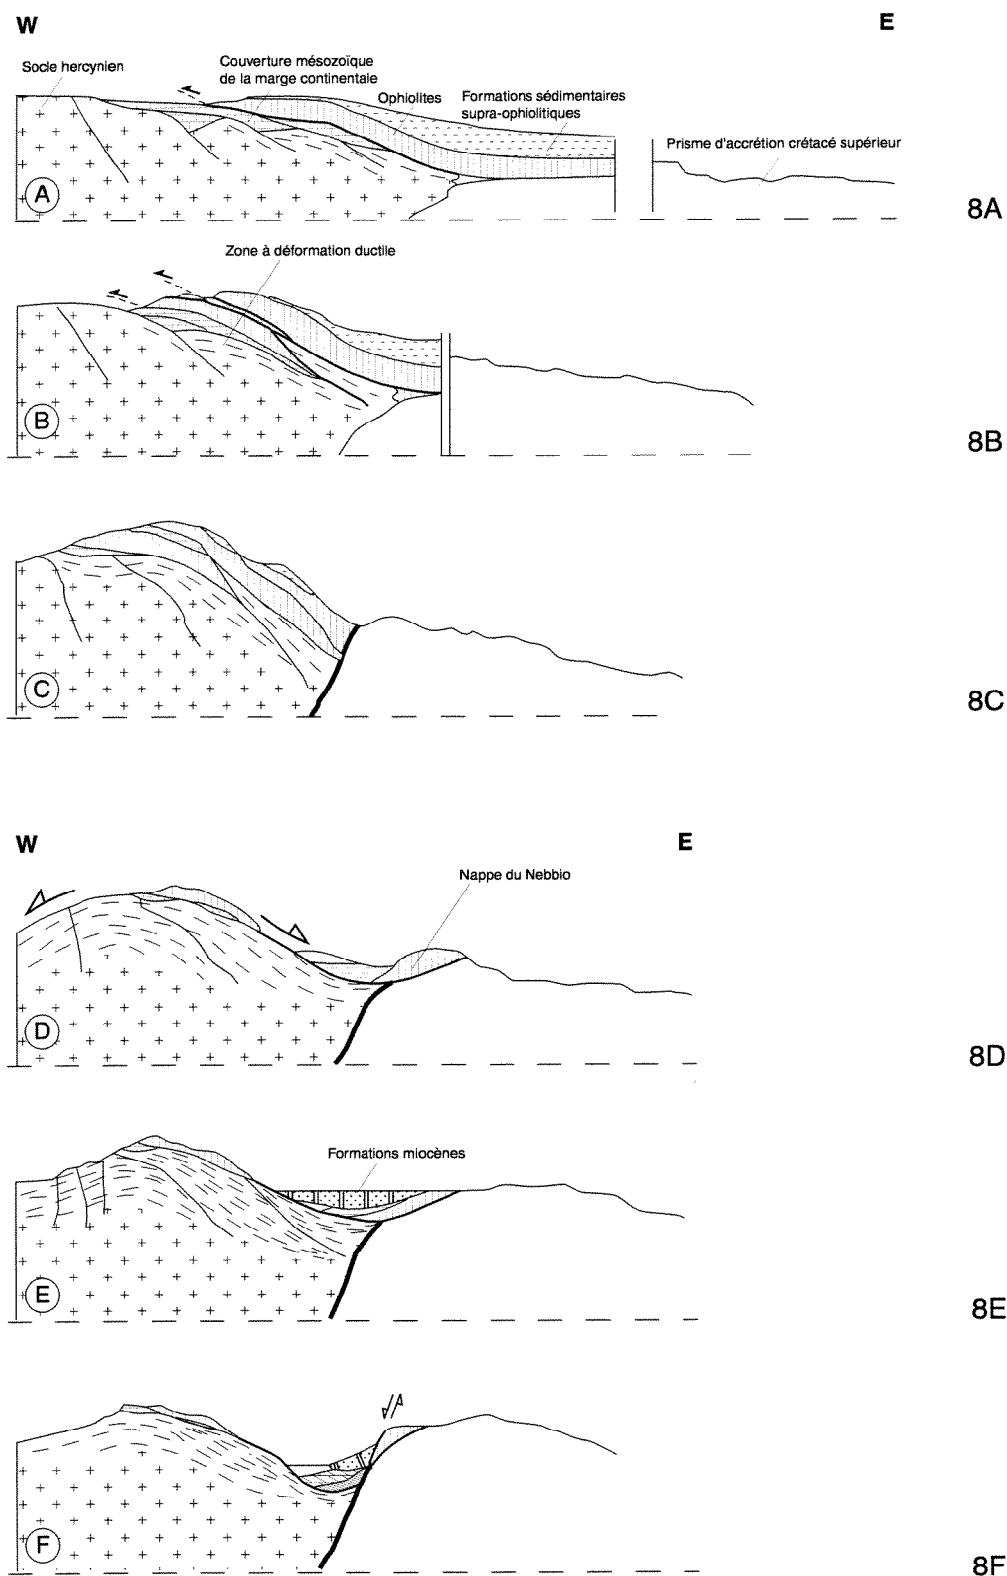 W
E
Socle hercynien
Couverture mésozoïque
de la marge continentale
Ophiolites
Formations sédimentaires
supra-ophiolitiques
Prisme d'accrétion crétacé supérieur
A
8A
Zone à déformation ductile
B
8B
C
8C
W
E
Nappe du Nebbio
D
8D
Formations miocènes
E
8E
F
8F